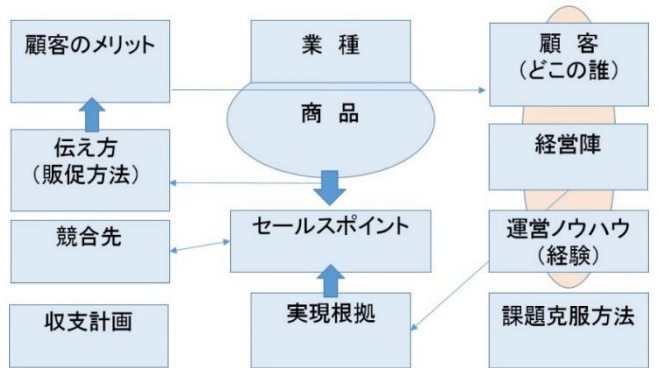 顧客のメリット
業 種
顧 客
(どこの誰)
商 品
伝え方
(販促方法)
経営陣
競合先
セールスポイント
運営ノウハウ
(経験)
収支計画
実現根拠
課題克服方法